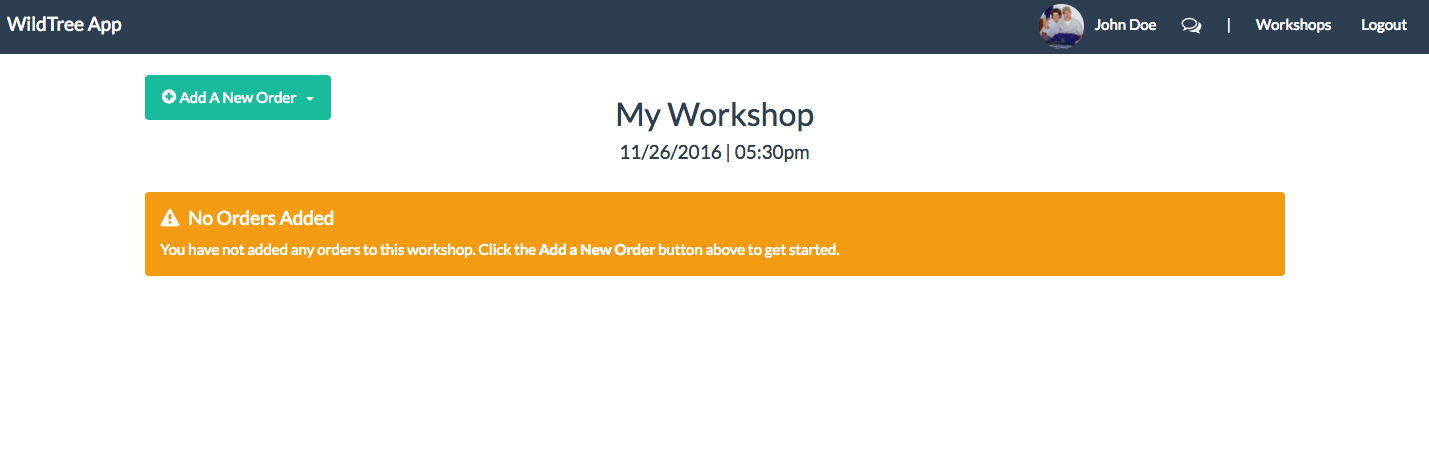 WildTree App
John Doe | Workshops Logout
Add A New Order
My Workshop
11/26/2016 | 05:30pm
No Orders Added
You have not added any orders to this workshop. Click the Add a New Order button above to get started.